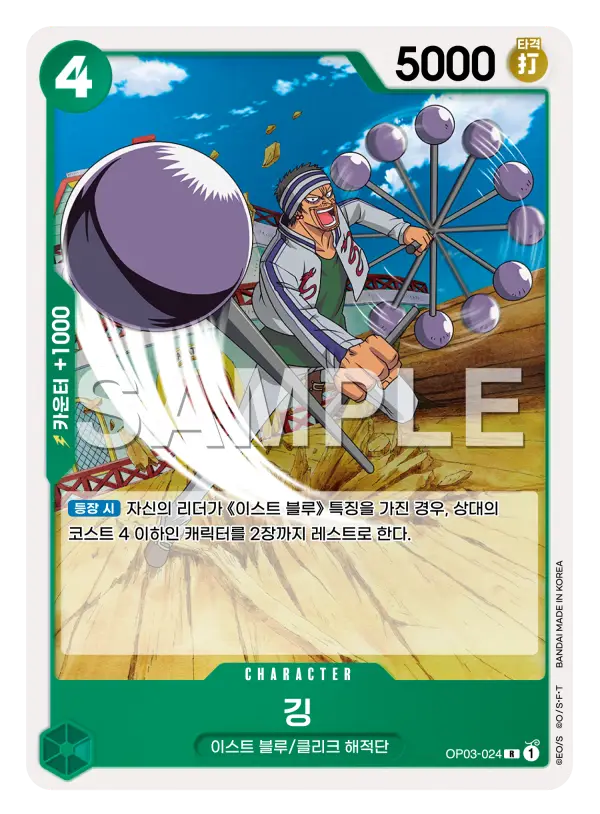 4
5000
타격
打
카운터 +1000
SAMPLE
등장 시 자신의 리더가 《이스트 블루》 특징을 가진 경우, 상대의
코스트 4 이하인 캐릭터를 2장까지 레스트로 한다.
CHARACTER
깅
이스트 블루/클리크 해적단
OP03-024 R 1
©EO/S ©O/S·F·T BANDAI MADE IN KOREA